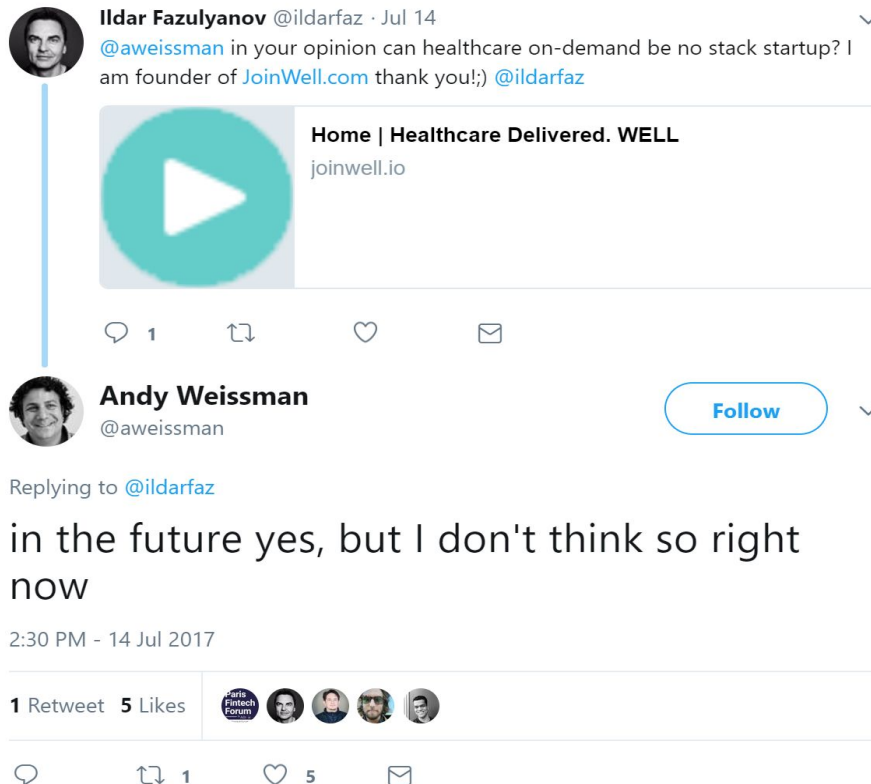 Ildar Fazulyanov @ildarfaz · Jul 14
@aweissman in your opinion can healthcare on-demand be no stack startup? I
am founder of JoinWell.com thank you!;) @ildarfaz
Home | Healthcare Delivered. WELL
joinwell.io
1
Andy Weissman
@aweissman
Follow
Replying to @ildarfaz
in the future yes, but I don't think so right
now
2:30 PM - 14 Jul 2017
1 Retweet 5 Likes
Paris
Fintech
Forum
1 5